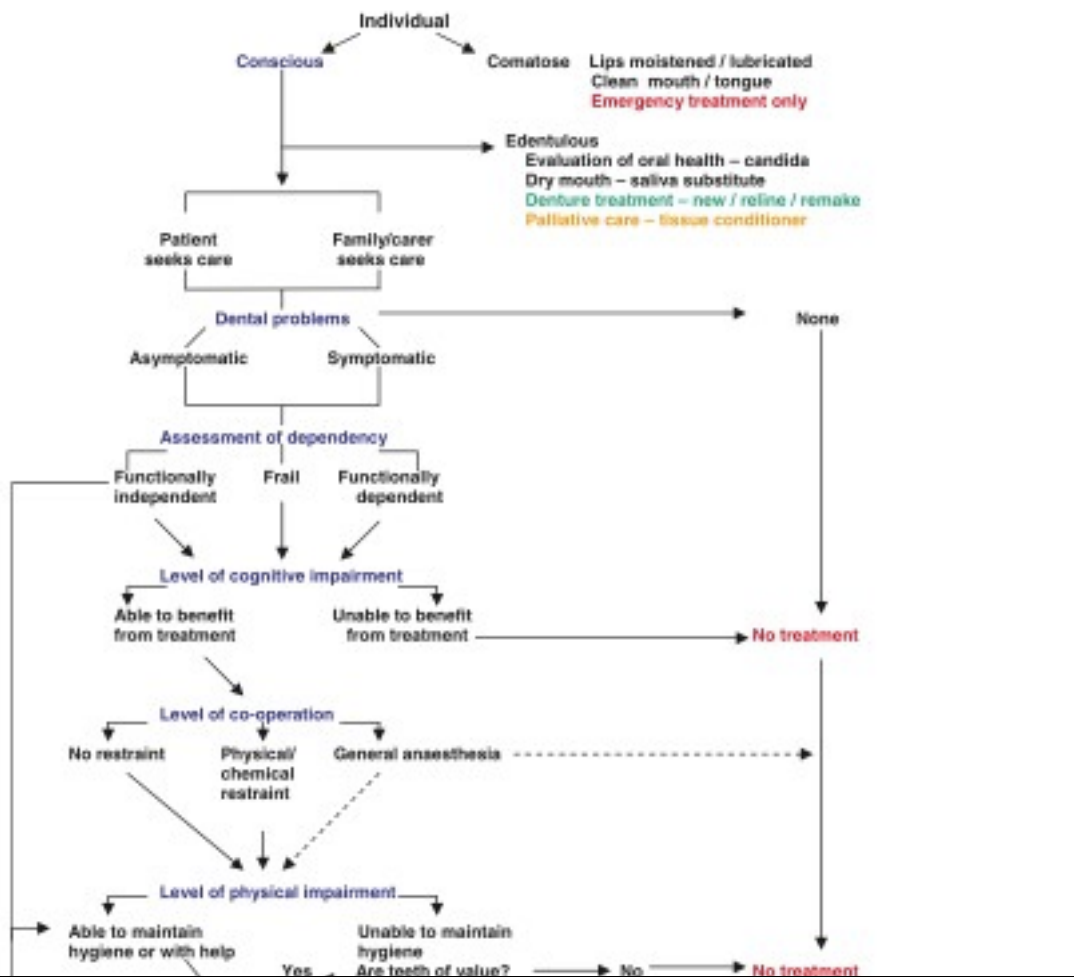 Individual
Conscious
Comatose
Lips moistened / lubricated
Clean mouth / tongue
Emergency treatment only
Edentulous
Evaluation of oral health – candida
Dry mouth – saliva substitute
Denture treatment – new / reline / remake
Palliative care – tissue conditioner
Patient
seeks care
Family/carer
seeks care
Dental problems
None
Asymptomatic
Symptomatic
Assessment of dependency
Functionally
independent
Frail
Functionally
dependent
Level of cognitive impairment
Able to benefit
from treatment
Unable to benefit
from treatment
No treatment
Level of co-operation
No restraint
Physical/
chemical
restraint
General anaesthesia
Level of physical impairment
Able to maintain
hygiene or with help
Unable to maintain
hygiene
Yes
Are teeth of value?
No
No treatment